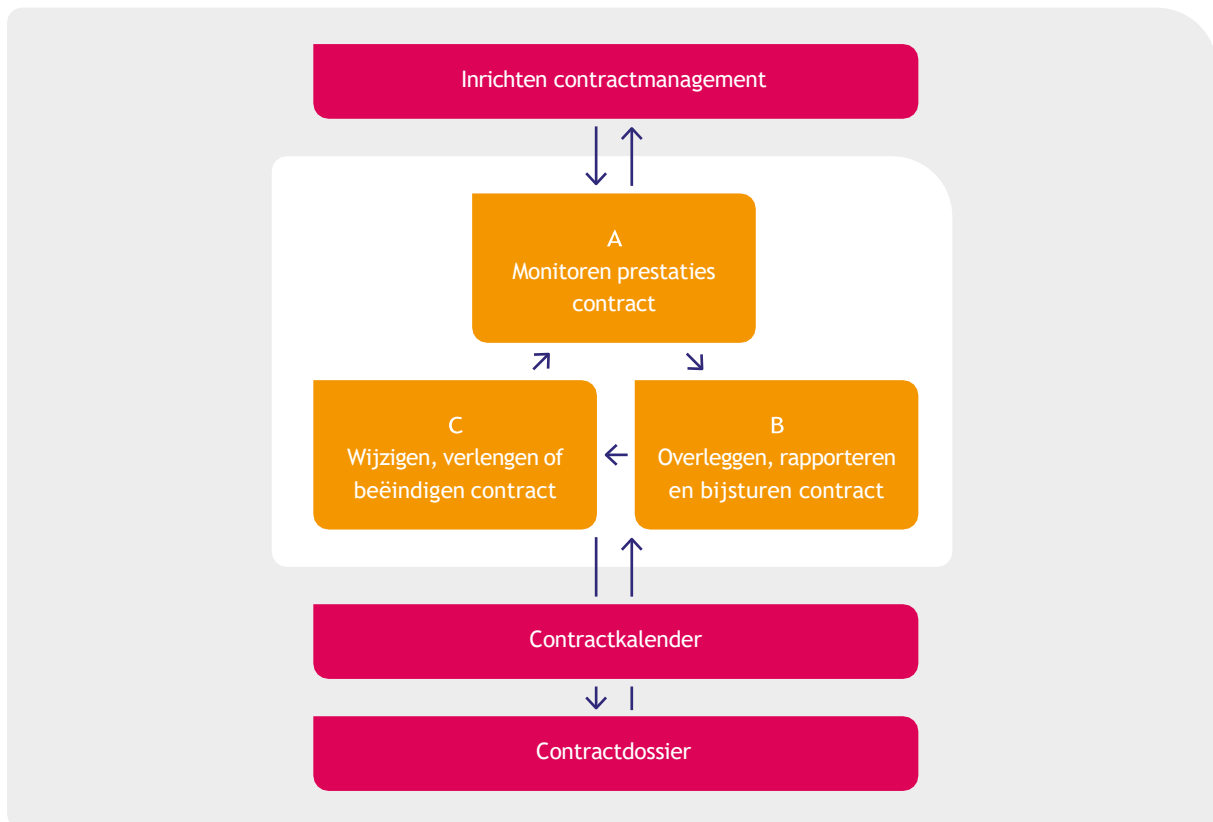 Inrichten contractmanagement
A
Monitoren prestaties
contract
C
Wijzigen, verlengen of
beëindigen contract
B
Overleggen, rapporteren
en bijsturen contract
Contractkalender
Contractdossier